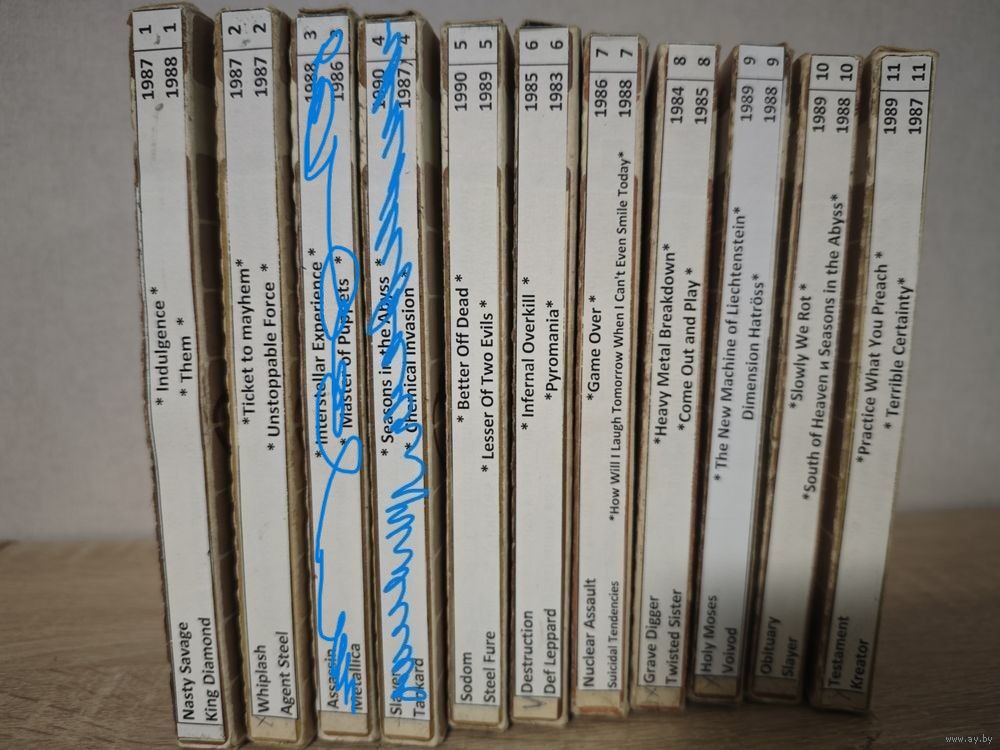 Nasty Savage * Indulgence * 1987 1
King Diamond * Them * 1988 1
Whiplash *Ticket to mayhem* 1987 2
Agent Steel * Unstoppable Force * 1987 2
*Interstellar Experience * 1988 3
Metallica * Master of Puppets * 1986 3
* Seasons in the Abyss * 1990 4
* Chemical Invasion * 1987 4
Sodom * Better Off Dead * 1990 5
Steel Fure * Lesser Of Two Evils * 1989 5
Destruction * Infernal Overkill * 1985 6
Def Leppard *Pyromania* 1983 6
Nuclear Assault *Game Over * 1986 7
Suicidal Tendencies *How Will I Laugh Tomorrow When I Can't Even Smile Today* 1988 7
Grave Digger *Heavy Metal Breakdown* 1984 8
Twisted Sister *Come Out and Play * 1985 8
Holy Moses * The New Machine of Liechtenstein* 1989 9
Voivod Dimension Hatröss* 1988 9
Obituary *Slowly We Rot * 1989 10
Slayer *South of Heaven и Seasons in the Abyss* 1988 10
Testament *Practice What You Preach * 1989 11
Kreator * Terrible Certainty* 1987 11
www.ay.by